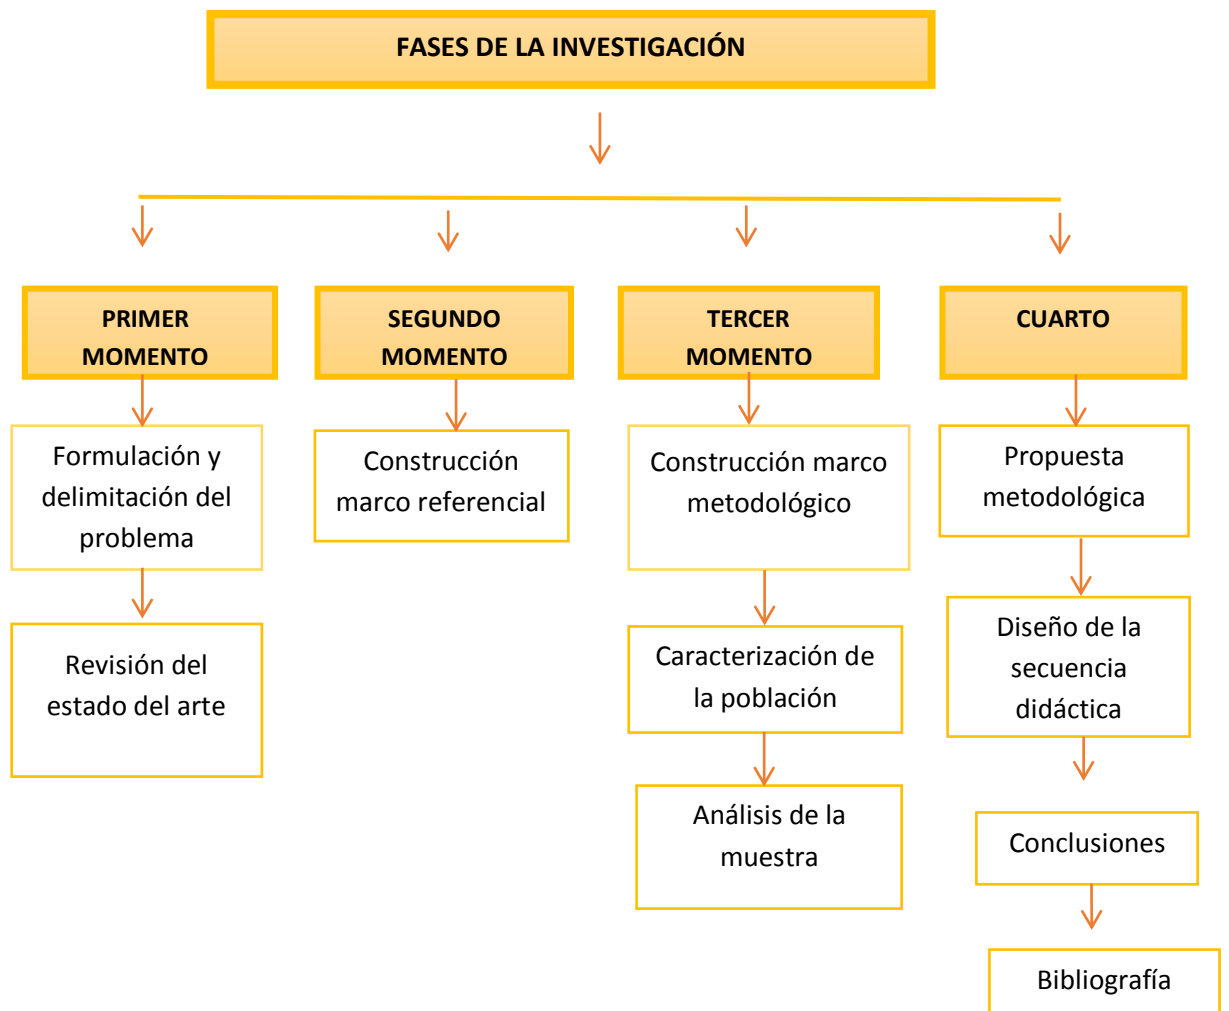 FASES DE LA INVESTIGACIÓN
PRIMER
MOMENTO
Formulación y
delimitación del
problema
Revisión del
estado del arte
SEGUNDO
MOMENTO
Construcción
marco referencial
TERCER
MOMENTO
Construcción marco
metodológico
Caracterización de
la población
Análisis de la
muestra
CUARTO
Propuesta
metodológica
Diseño de la
secuencia
didáctica
Conclusiones
Bibliografía